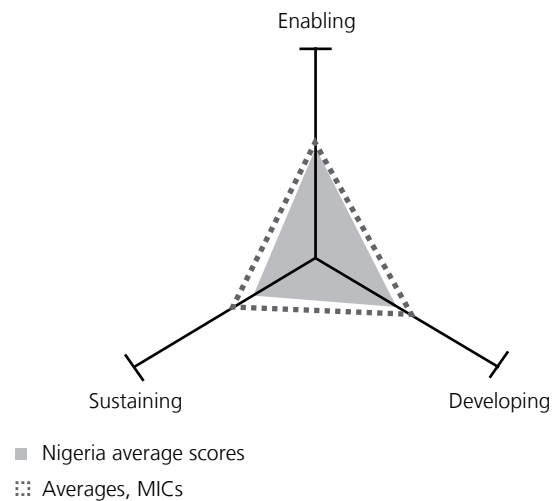 Enabling
Sustaining
Developing
Nigeria average scores
Averages, MICs